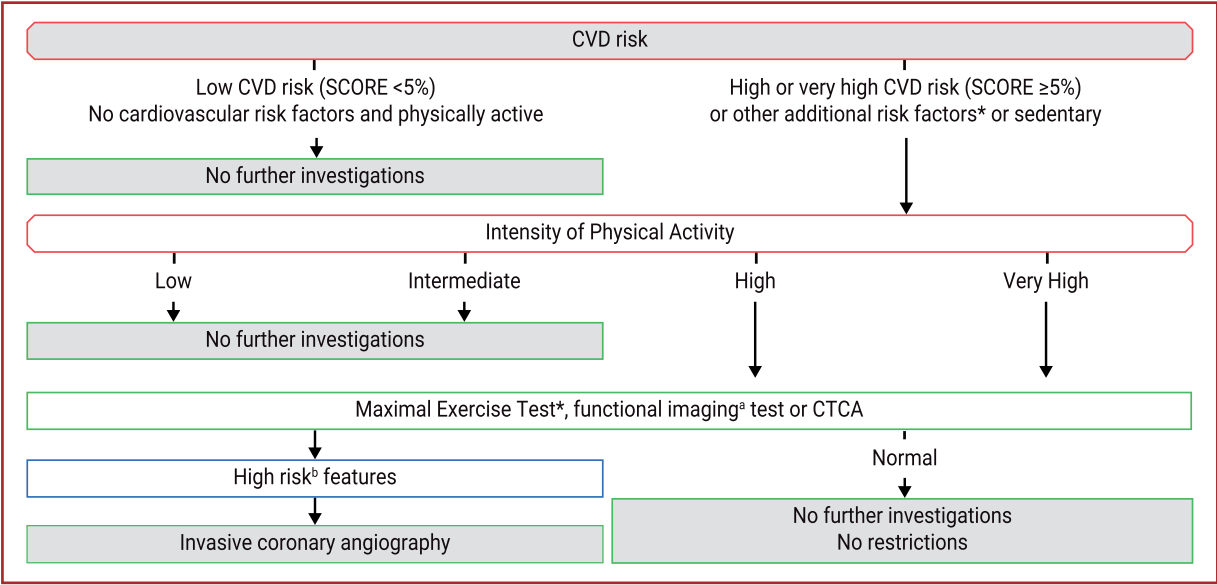 CVD risk
Low CVD risk (SCORE <5%)
No cardiovascular risk factors and physically active
High or very high CVD risk (SCORE ≥5%)
or other additional risk factors* or sedentary
No further investigations
Intensity of Physical Activity
Low
Intermediate
High
Very High
No further investigations
Maximal Exercise Test*, functional imagingᵃ test or CTCA
High riskᵇ features
Normal
Invasive coronary angiography
No further investigations
No restrictions